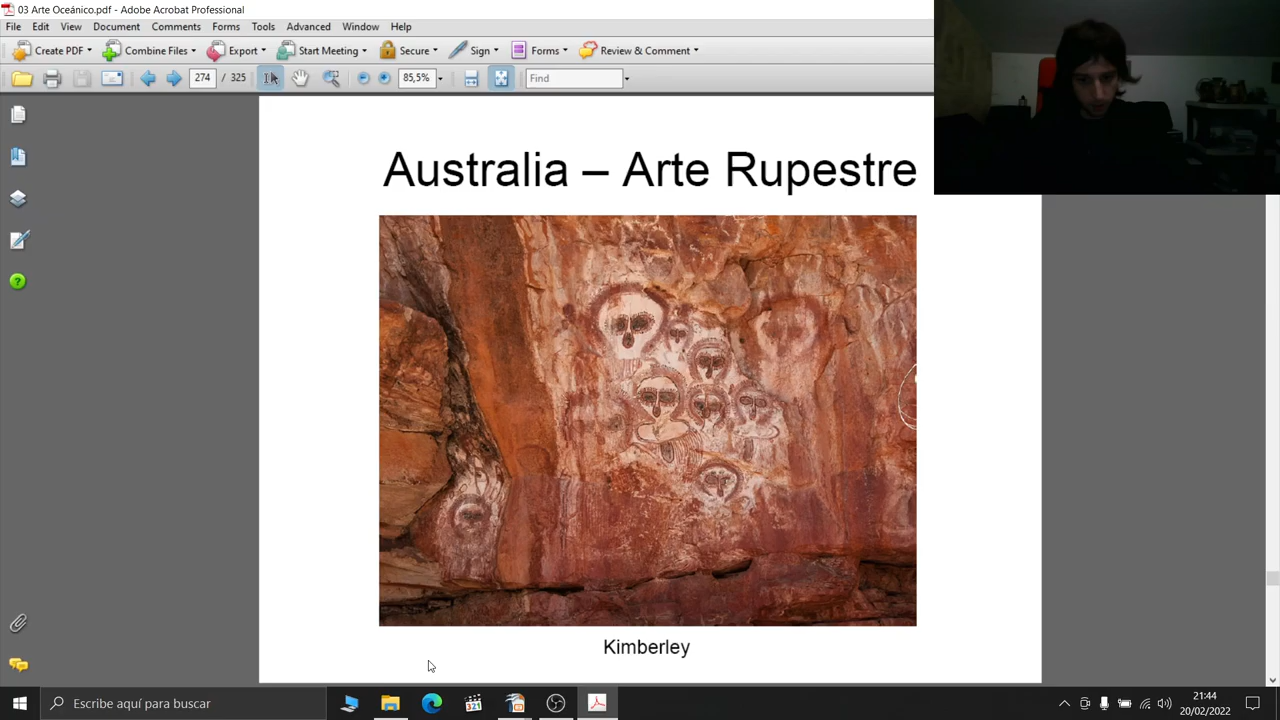 03 Arte Oceánico.pdf - Adobe Acrobat Professional
File Edit View Document Comments Forms Tools Advanced Window Help
Create PDF Combine Files Export Start Meeting Secure Sign Forms Review & Comment
274 / 325 85,5% Find
Australia – Arte Rupestre
Kimberley
Escribe aquí para buscar
321
21:44
20/02/2022